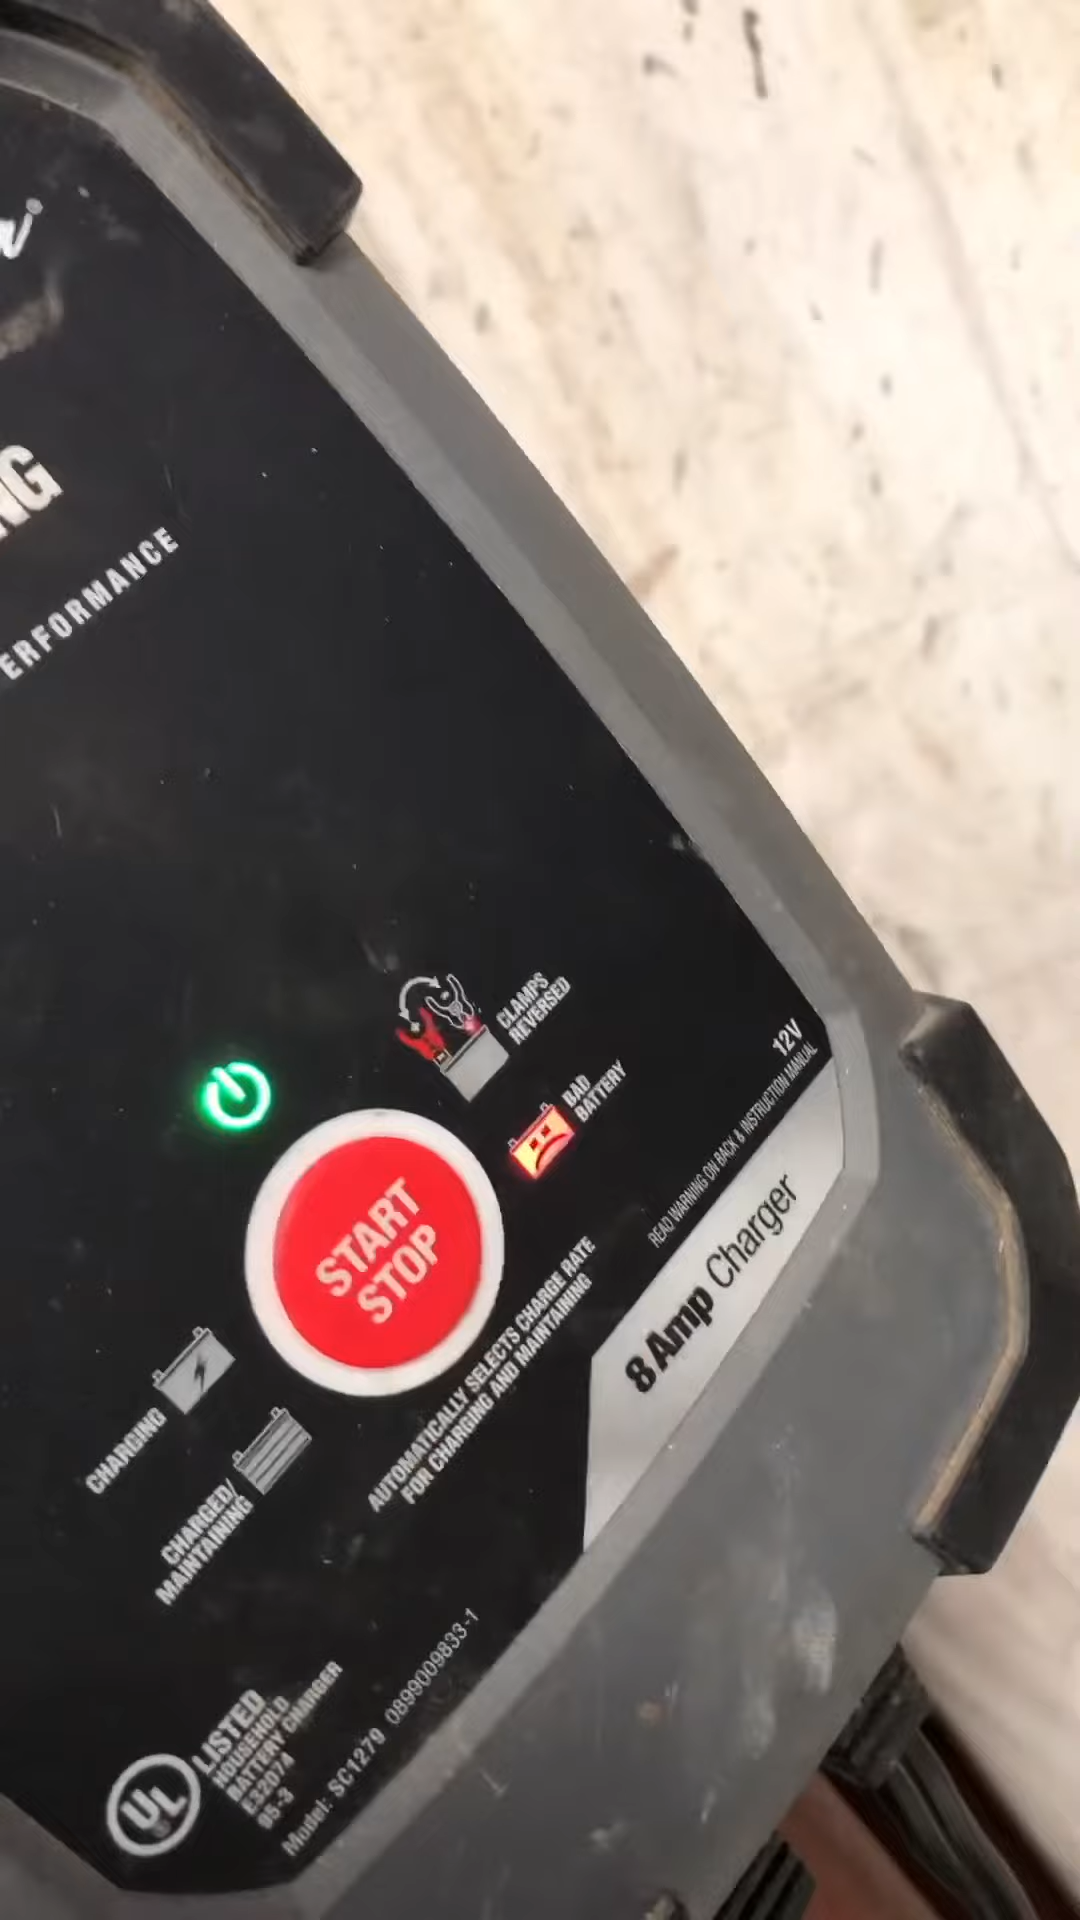 ERFORMANCE
CLAMPS
REVERSED
BAD
BATTERY
START
STOP
12V
READ WARNING ON BACK & INSTRUCTION MANUAL
8 Amp Charger
AUTOMATICALLY SELECTS CHARGE RATE
FOR CHARGING AND MAINTAINING
CHARGING
CHARGED/
MAINTAINING
UL
LISTED
HOUSEHOLD
BATTERY CHARGER
E32074
95-3
Model: SC1279 0899009833-1